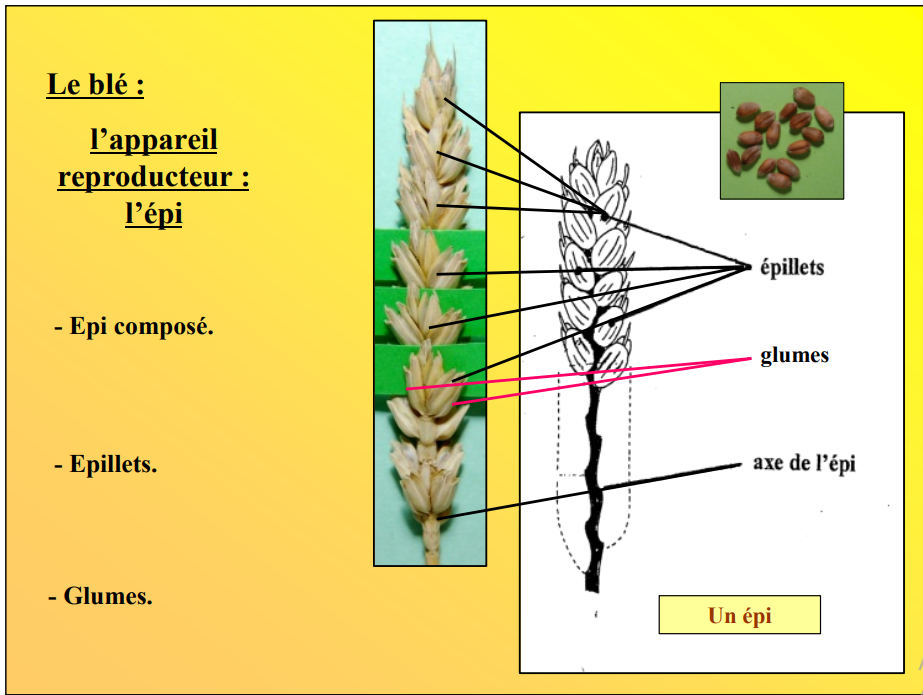 Le blé :
l’appareil
reproducteur :
l’épi
- Epi composé.
- Epillets.
- Glumes.
épillets
glumes
axe de l’épi
Un épi